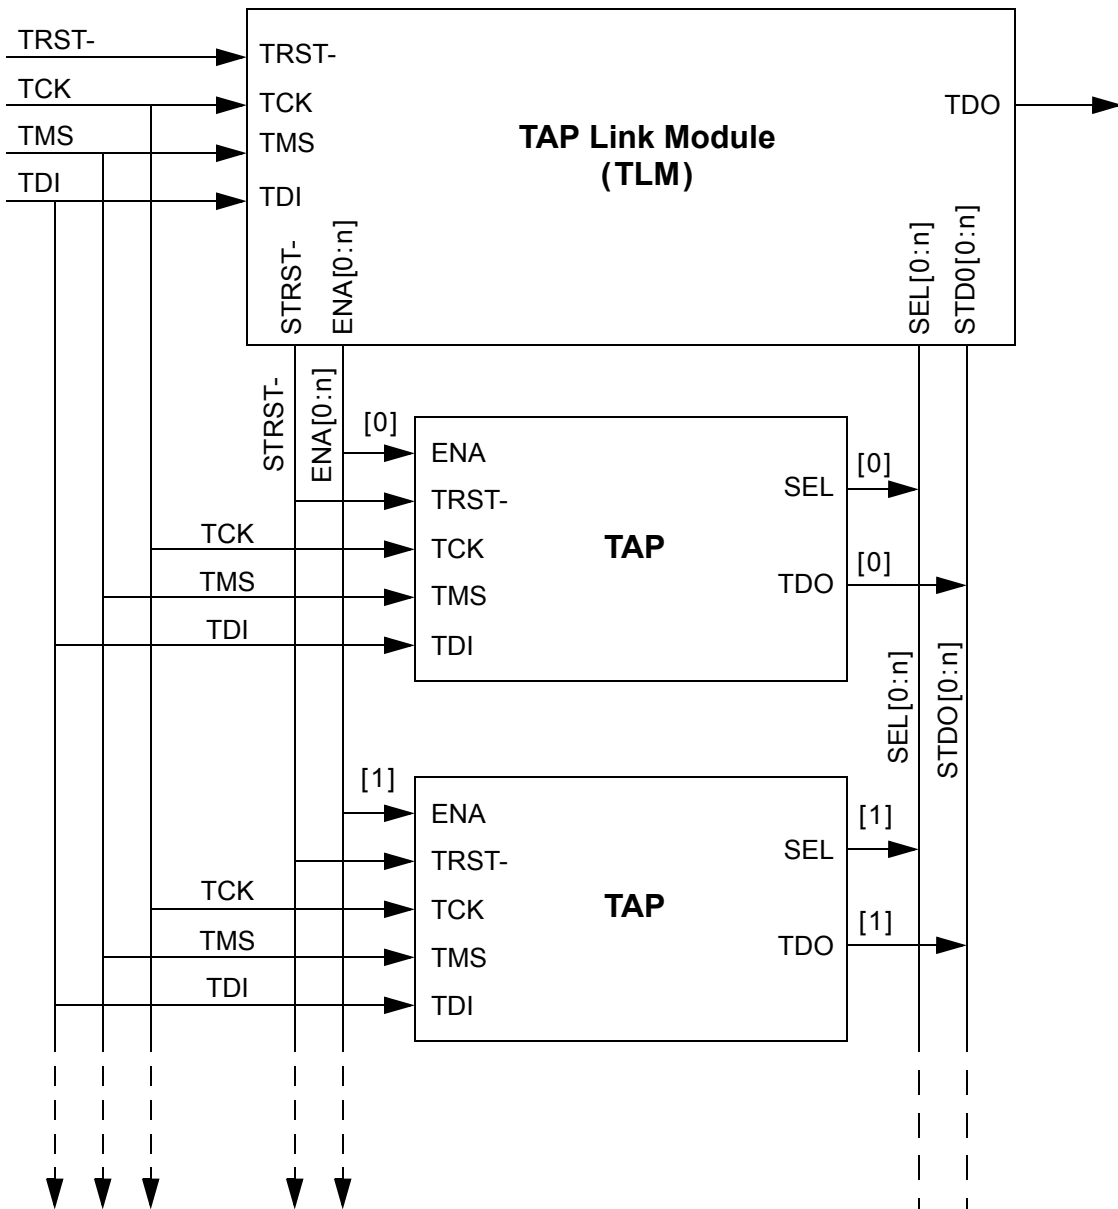 TRST-
TCK
TMS
TDI
TRST-
TCK
TMS
TDI
TAP Link Module
(TLM)
TDO
STRST-
ENA[0:n]
SEL[0:n]
STD0[0:n]
STRST-
ENA[0:n]
[0]
ENA
TRST-
TCK
TCK
TMS
TMS
TDI
TDI
TAP
SEL
[0]
TDO
[0]
SEL[0:n]
STDO[0:n]
[1]
ENA
TRST-
TCK
TCK
TMS
TMS
TDI
TDI
TAP
SEL
[1]
TDO
[1]